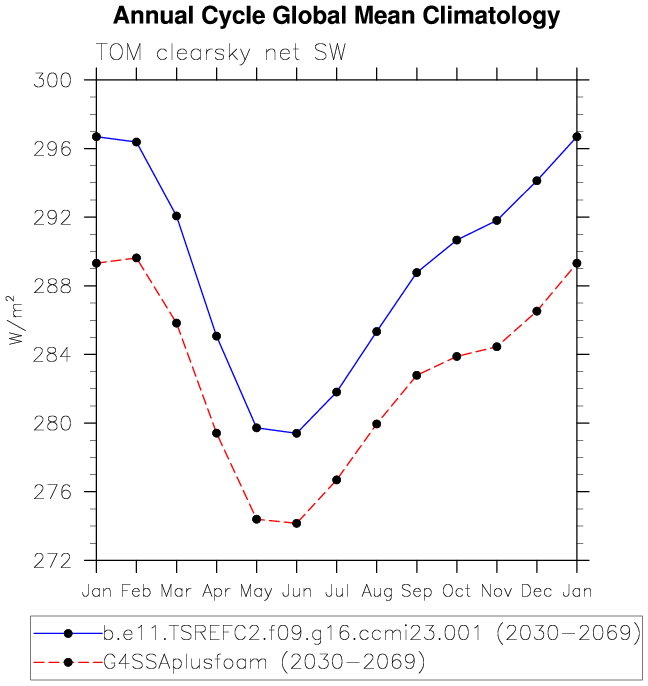 Annual Cycle Global Mean Climatology
TOM clearsky net SW
300
296
292
288
284
280
276
272
W/m²
Jan Feb Mar Apr May Jun Jul Aug Sep Oct Nov Dec Jan
b.e11.TSREFC2.f09.g16.ccmi23.001 (2030-2069)
G4SSAplusfoam (2030-2069)